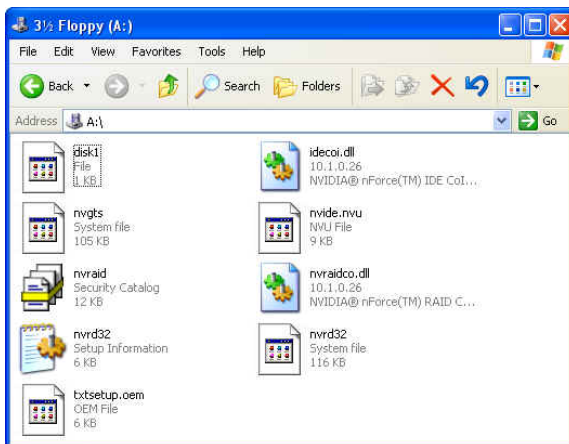 3½ Floppy (A:)
File Edit View Favorites Tools Help
Back Search Folders
Address A:\ Go
disk1
File
1 KB
idecoi.dll
10.1.0.26
NVIDIA® nForce(TM) IDE CoI...
nvgts
System file
105 KB
nvide.nvu
NVU File
9 KB
nvraid
Security Catalog
12 KB
nvraidco.dll
10.1.0.26
NVIDIA® nForce(TM) RAID C...
nvrd32
Setup Information
6 KB
nvrd32
System file
116 KB
txtsetup.oem
OEM File
6 KB